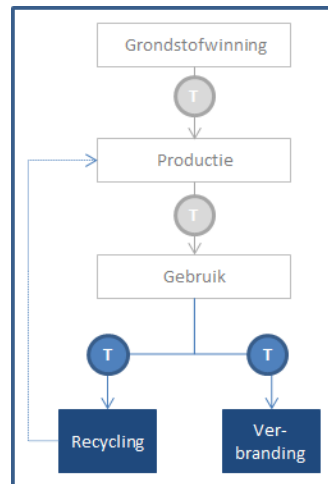 Grondstofwinning
T
Productie
T
Gebruik
T T
Recycling
Ver-
branding